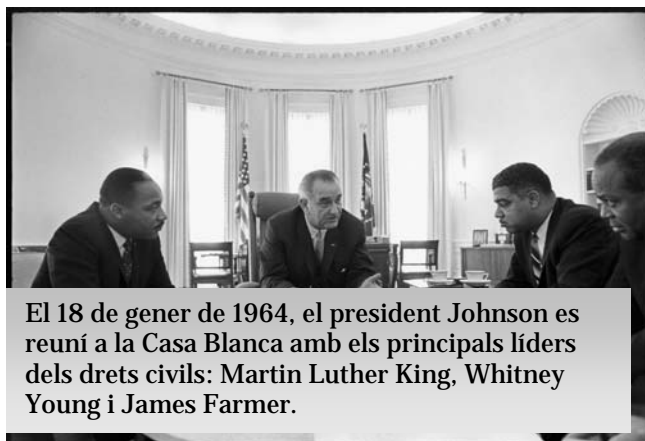 El 18 de gener de 1964, el president Johnson es
reuní a la Casa Blanca amb els principals líders
dels drets civils: Martin Luther King, Whitney
Young i James Farmer.